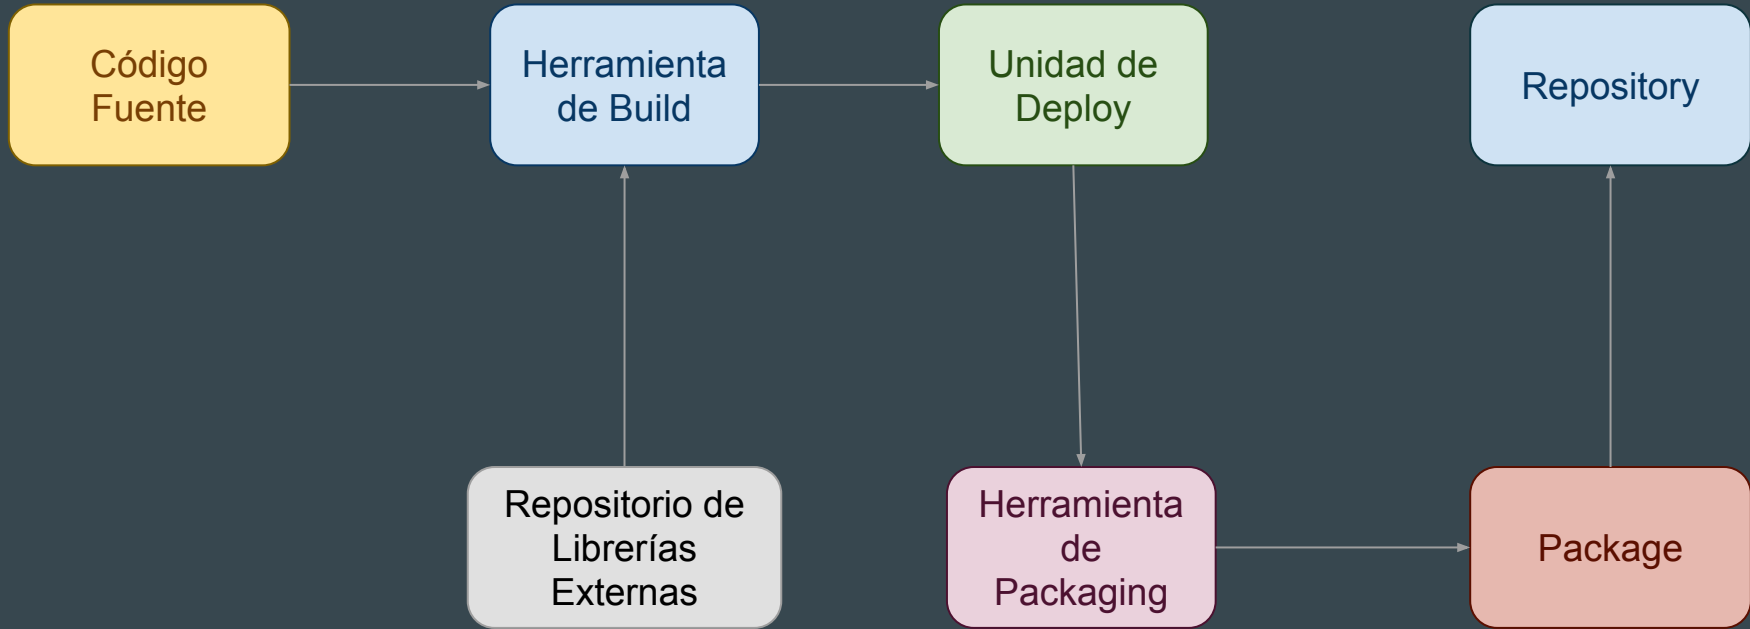 Código
Fuente
Herramienta
de Build
Unidad de
Deploy
Repository
Repositorio de
Librerías
Externas
Herramienta
de
Packaging
Package